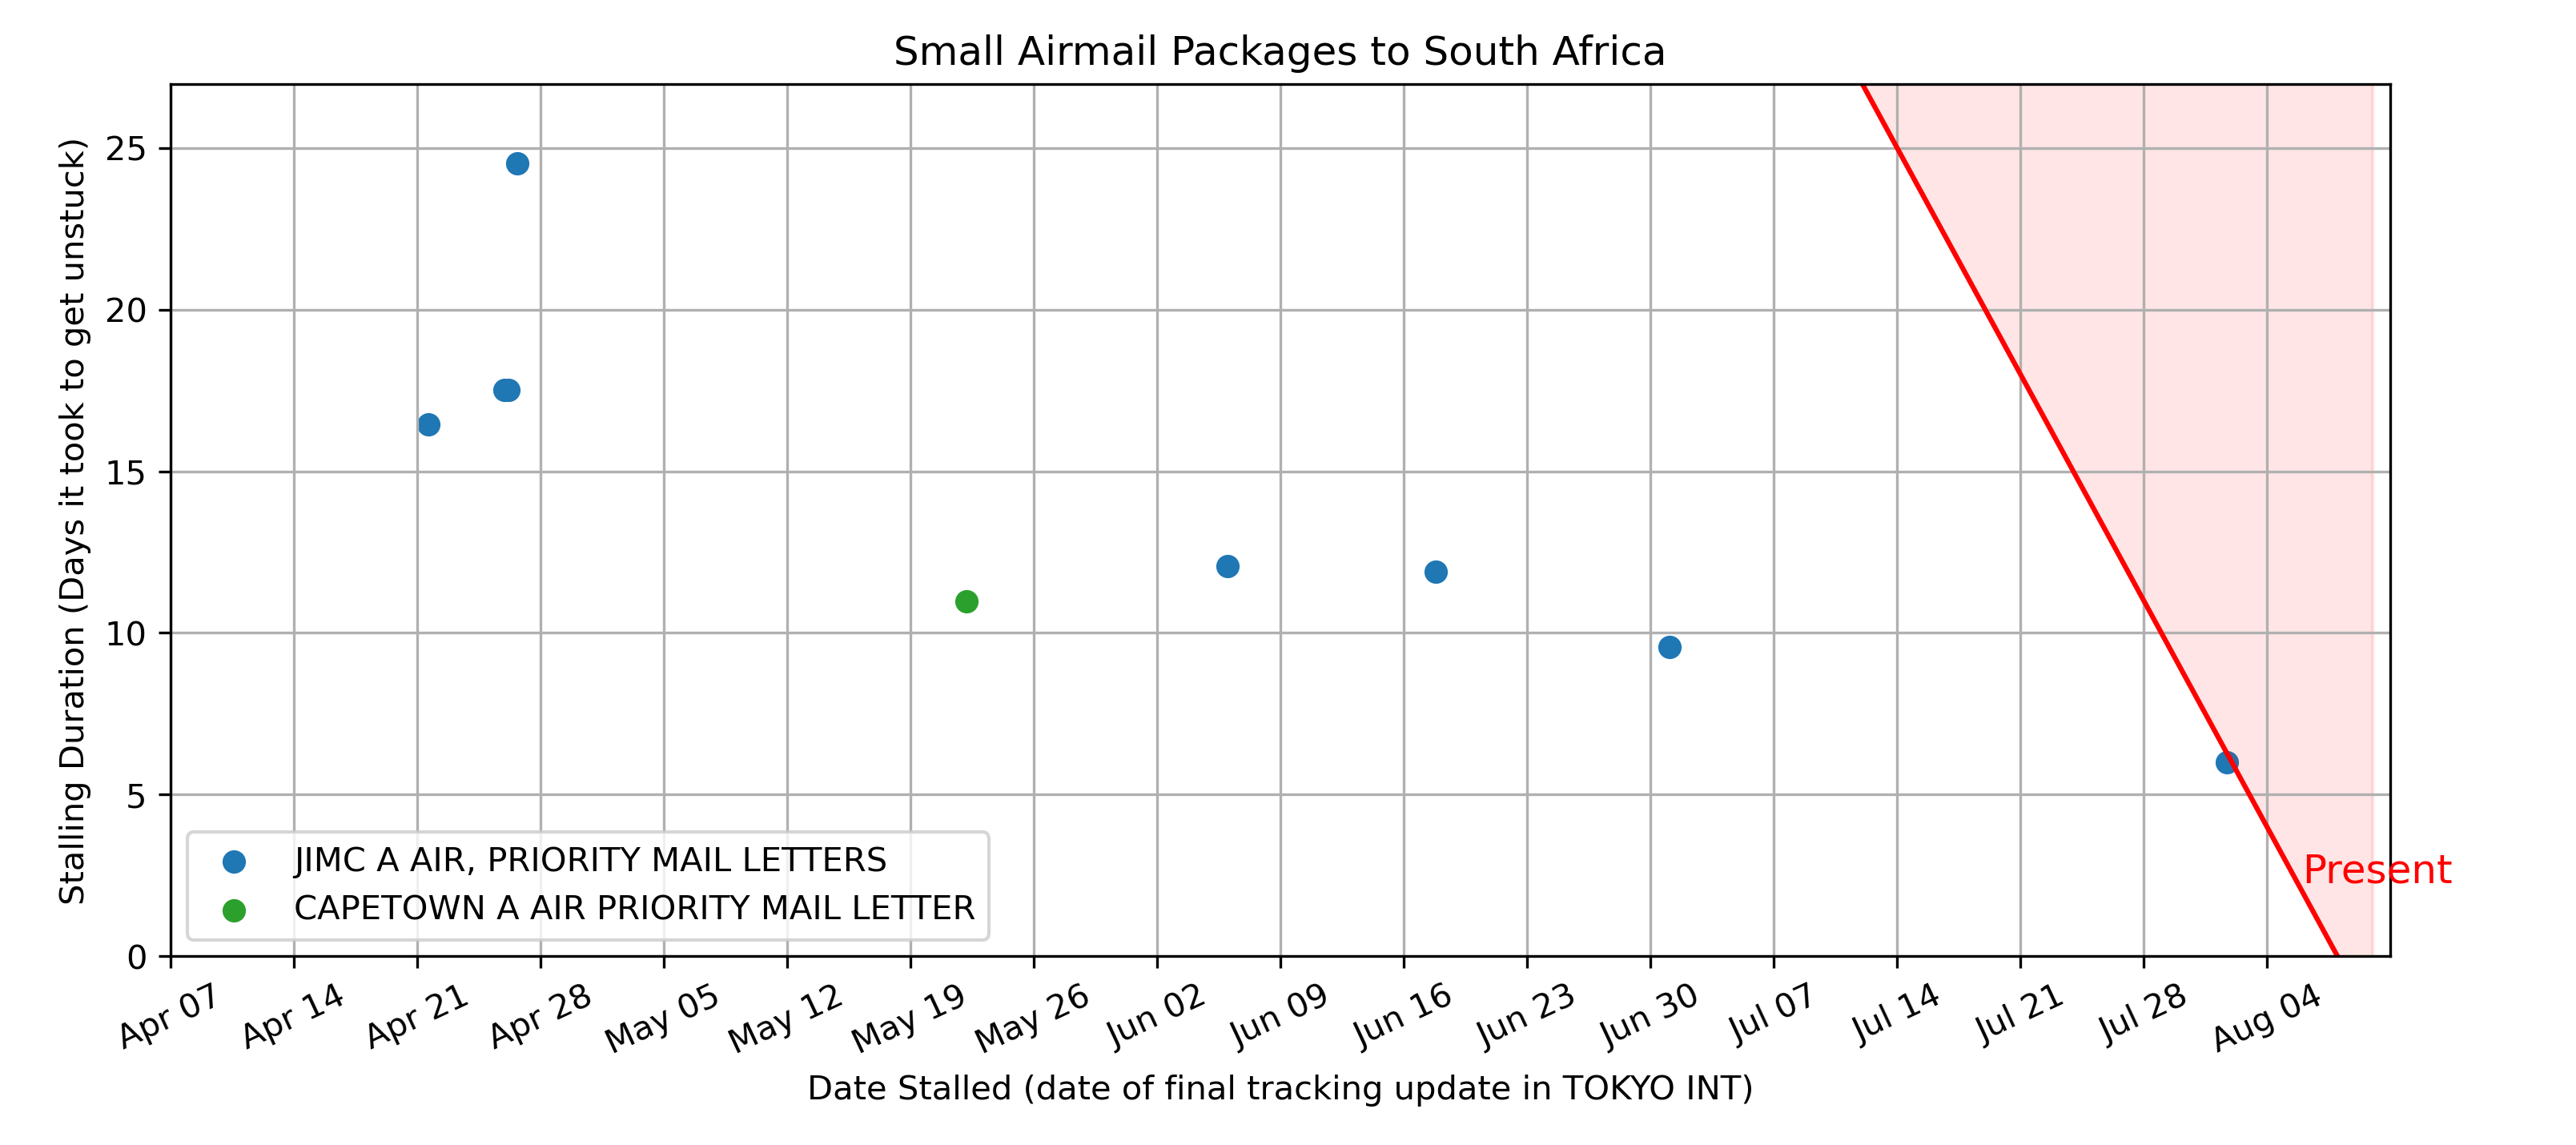 Small Airmail Packages to South Africa
Stalling Duration (Days it took to get unstuck)
25
20
15
10
5
0
JIMC A AIR, PRIORITY MAIL LETTERS
CAPETOWN A AIR PRIORITY MAIL LETTER
Present
Apr 07 Apr 14 Apr 21 Apr 28 May 05 May 12 May 19 May 26 Jun 02 Jun 09 Jun 16 Jun 23 Jun 30 Jul 07 Jul 14 Jul 21 Jul 28 Aug 04
Date Stalled (date of final tracking update in TOKYO INT)